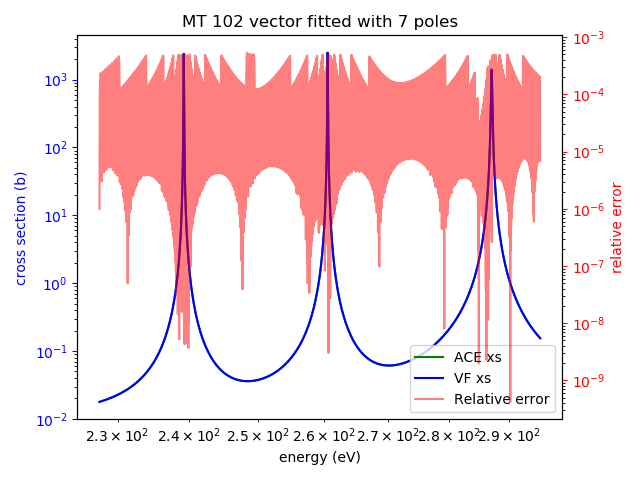 MT 102 vector fitted with 7 poles
cross section (b)
10³
10²
10¹
10⁰
10⁻¹
10⁻²
10⁻³
10⁻⁴
10⁻⁵
10⁻⁶
10⁻⁷
10⁻⁸
10⁻⁹
relative error
ACE xs
VF xs
Relative error
2.3 × 10² 2.4 × 10² 2.5 × 10² 2.6 × 10² 2.7 × 10² 2.8 × 10² 2.9 × 10²
energy (eV)